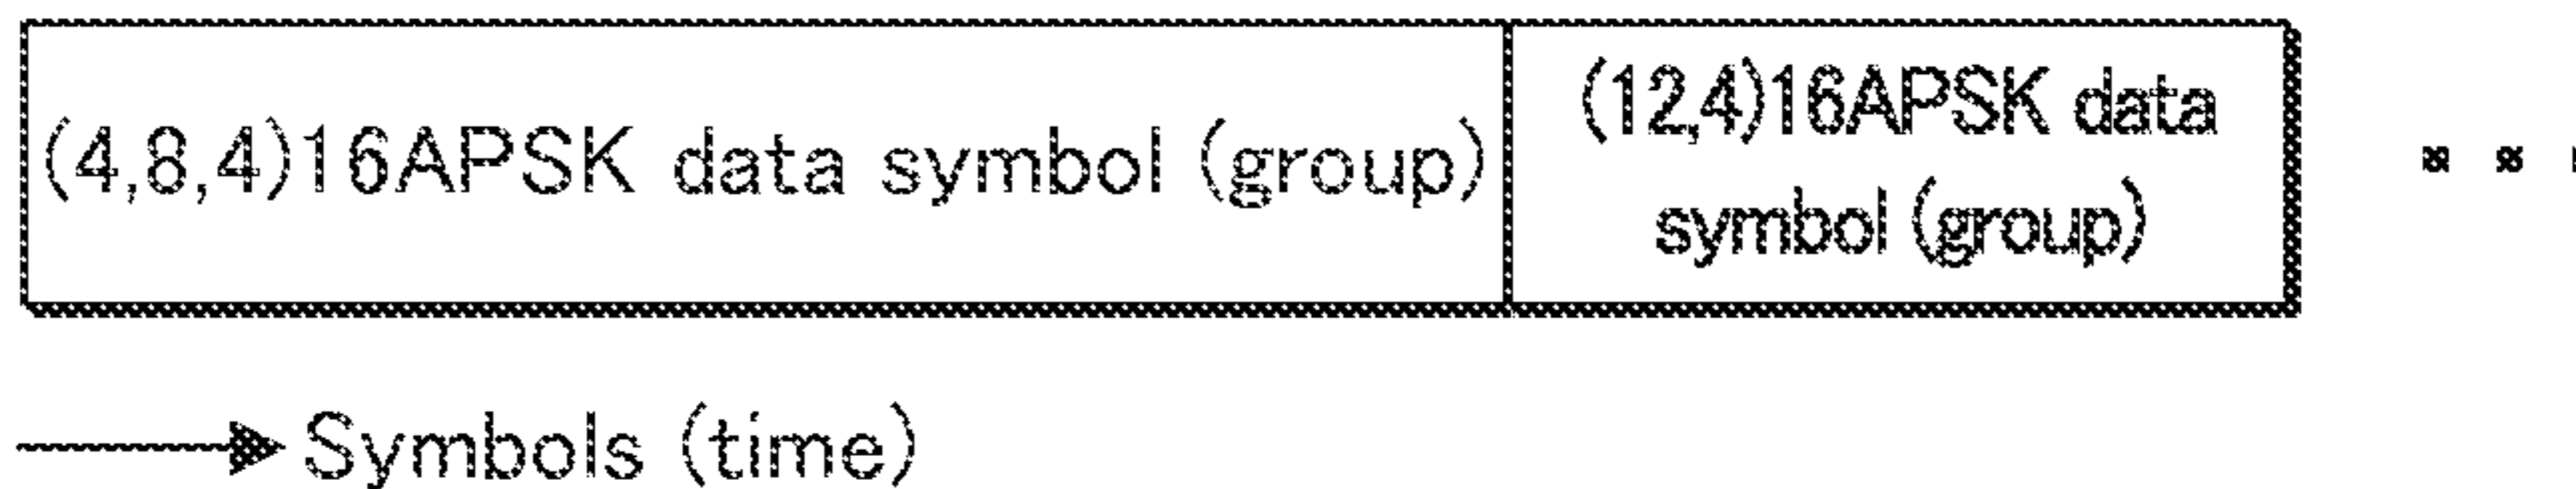 (4,8,4)16APSK data symbol (group)
(12,4)16APSK data
symbol (group)
Symbols (time)